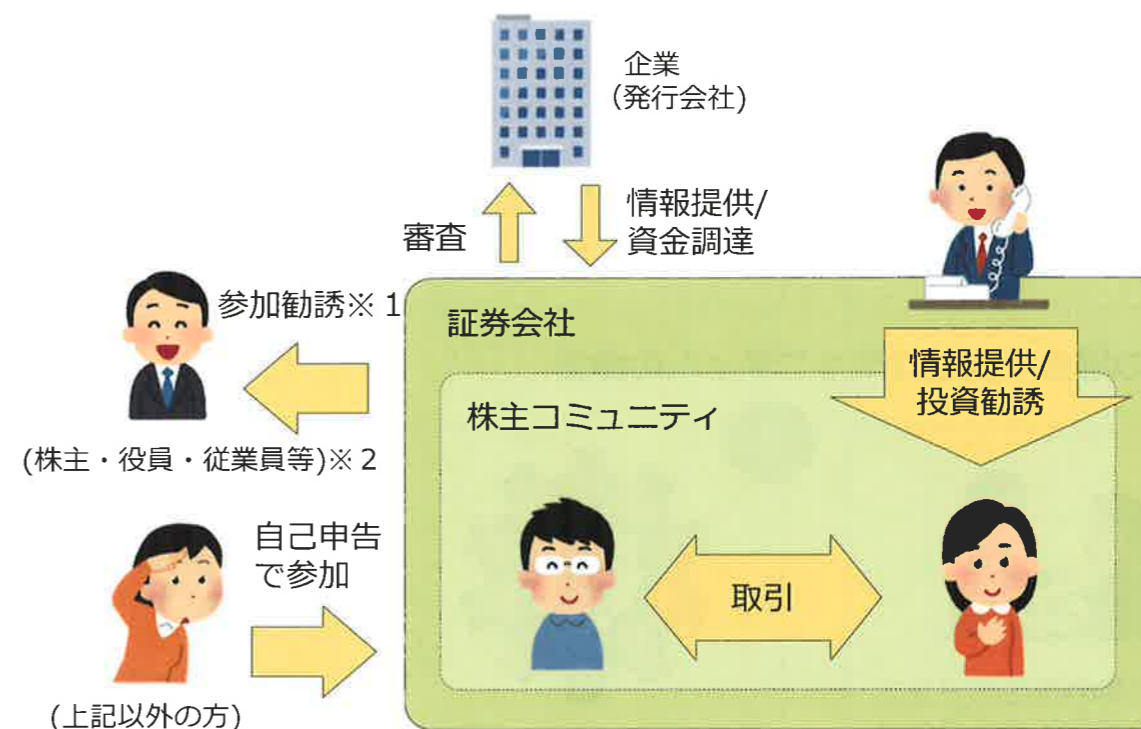 企業
(発行会社)
審査
情報提供/
資金調達
参加勧誘※１
証券会社
情報提供/
投資勧誘
株主コミュニティ
(株主・役員・従業員等)※２
自己申告
で参加
取引
(上記以外の方)